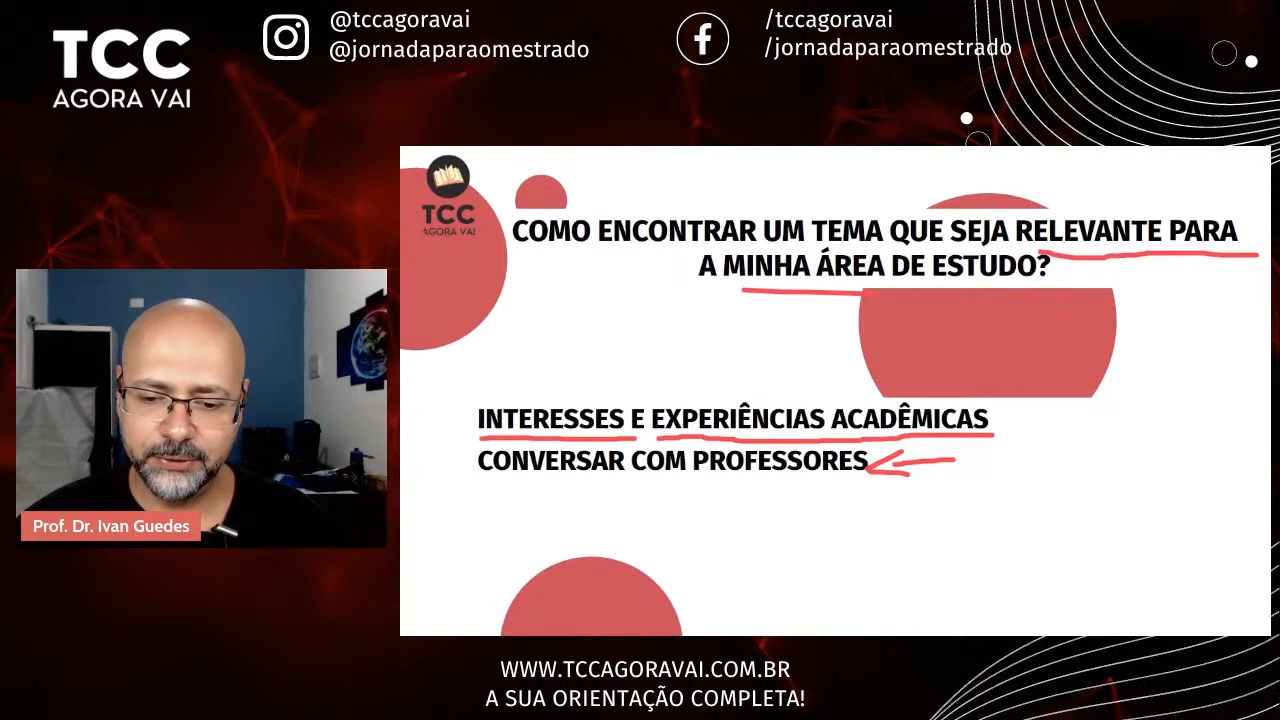 TCC
AGORA VAI
@tccagoravai
@jornadaparaomestrado
/tccagoravai
/jornadaparaomestrado
TCC
AGORA VAI
COMO ENCONTRAR UM TEMA QUE SEJA RELEVANTE PARA
A MINHA ÁREA DE ESTUDO?
INTERESSES E EXPERIÊNCIAS ACADÊMICAS
CONVERSAR COM PROFESSORES
Prof. Dr. Ivan Guedes
WWW.TCCAGORAVAI.COM.BR
A SUA ORIENTAÇÃO COMPLETA!